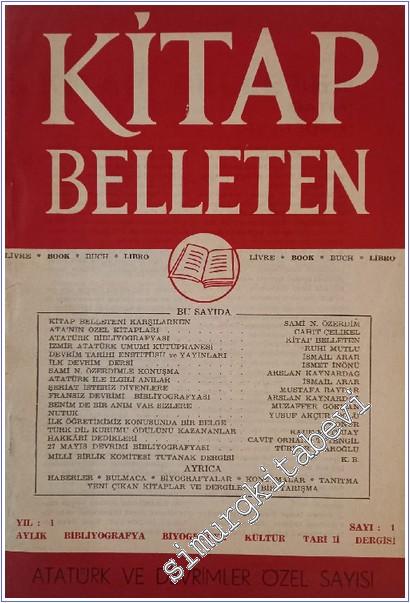 KİTAP
BELLETEN
LIVRE * BOOK * BUCH * LIBRO
LIVRE * BOOK * BUCH * LIBRO
BU SAYIDA
KİTAP BELLETENİ KARŞILARKEN SAMİ N. ÖZERDİM
ATA'NIN ÖZEL KİTAPLARI CAHİT ÇELİKEL
ATATÜRK BİBLİYOGRAFYASI KİTAP BELLETEN
İZMİR ATATÜRK UMUMİ KÜTÜPHANESİ RUHİ MUTLU
DEVRİM TARİHİ ENSTİTÜSÜ ve YAYINLARI İSMAİL ARAR
İLK DEVRİM DERSİ İSMET İNÖNÜ
SAMİ N. ÖZERDİMLE KONUŞMA ARSLAN KAYNARDAĞ
ATATÜRK İLE İLGİLİ ANILAR İSMAİL ARAR
ŞERİAT İSTERİZ DİYENLERE MUSTAFA
FRANSIZ DEVRİMİ BİBLİYOGRAFYASI ARSLAN KAYNARDAĞ
BENİM DE BİR ANIM VAR SİZLERE MUZAFFER GÖKMAN
NUTUK YUSUF
İLK ÖĞRETİMİMİZ KONUSUNDA BİR BELGE
TÜRK DİL KURUMU ÖDÜLÜNÜ KAZANANLAR
HAKKÂRİ DEDİKLERİ CAVİT ORHAN
27 MAYIS DEVRİMİ BİBLİYOGRAFYASI
MİLLİ BİRLİK KOMİTESİ TUTANAK DERGİSİ K. B.
AYRICA
HABERLER * BULMACA * BİYOGRAFYALAR * KONUŞMALAR * TANITMA
YENİ ÇIKAN KİTAPLAR VE DERGİLER
YIL : 1 SAYI : 1
AYLIK BİBLİYOGRAFYA KÜLTÜR DERGİSİ
ATATÜRK VE DEVRİMLER ÖZEL SAYISI
simurgkitabevi.com